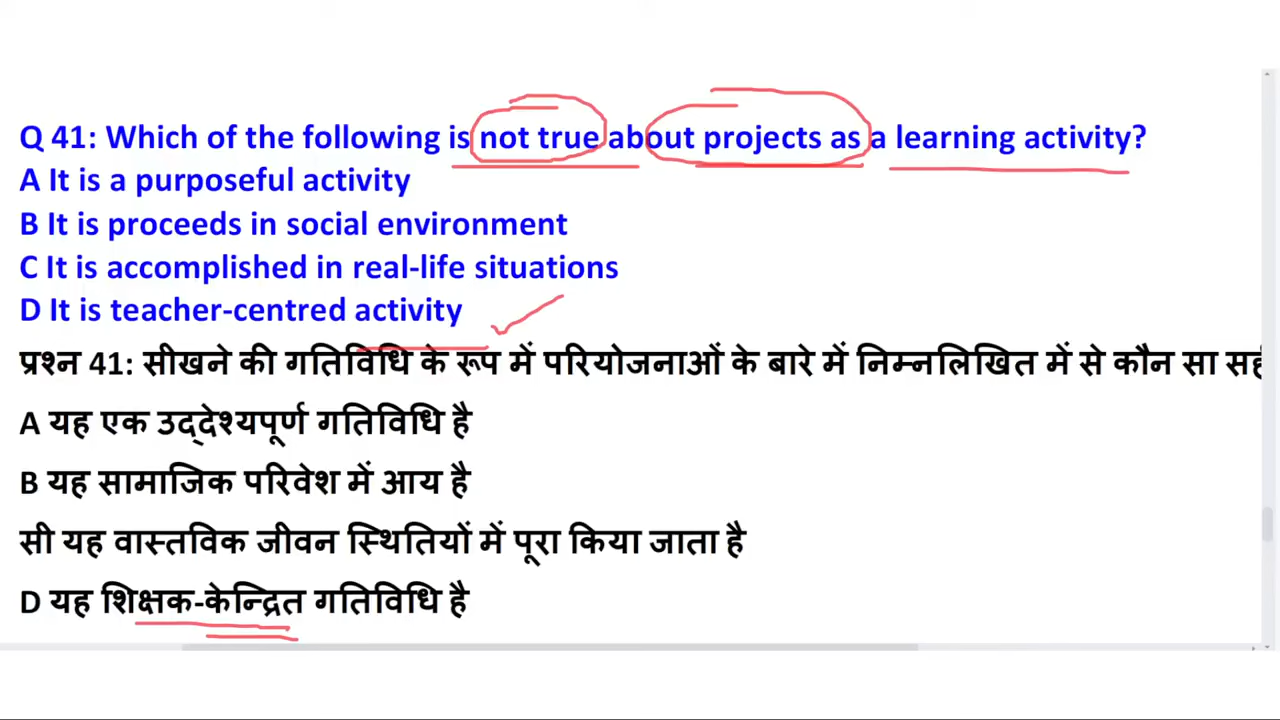 Q 41: Which of the following is not true about projects as a learning activity?
A It is a purposeful activity
B It is proceeds in social environment
C It is accomplished in real-life situations
D It is teacher-centred activity
प्रश्न 41: सीखने की गतिविधि के रूप में परियोजनाओं के बारे में निम्नलिखित में से कौन सा
A यह एक उद्देश्यपूर्ण गतिविधि है
B यह सामाजिक परिवेश में आय है
सी यह वास्तविक जीवन स्थितियों में पूरा किया जाता है
D यह शिक्षक-केन्द्रित गतिविधि है